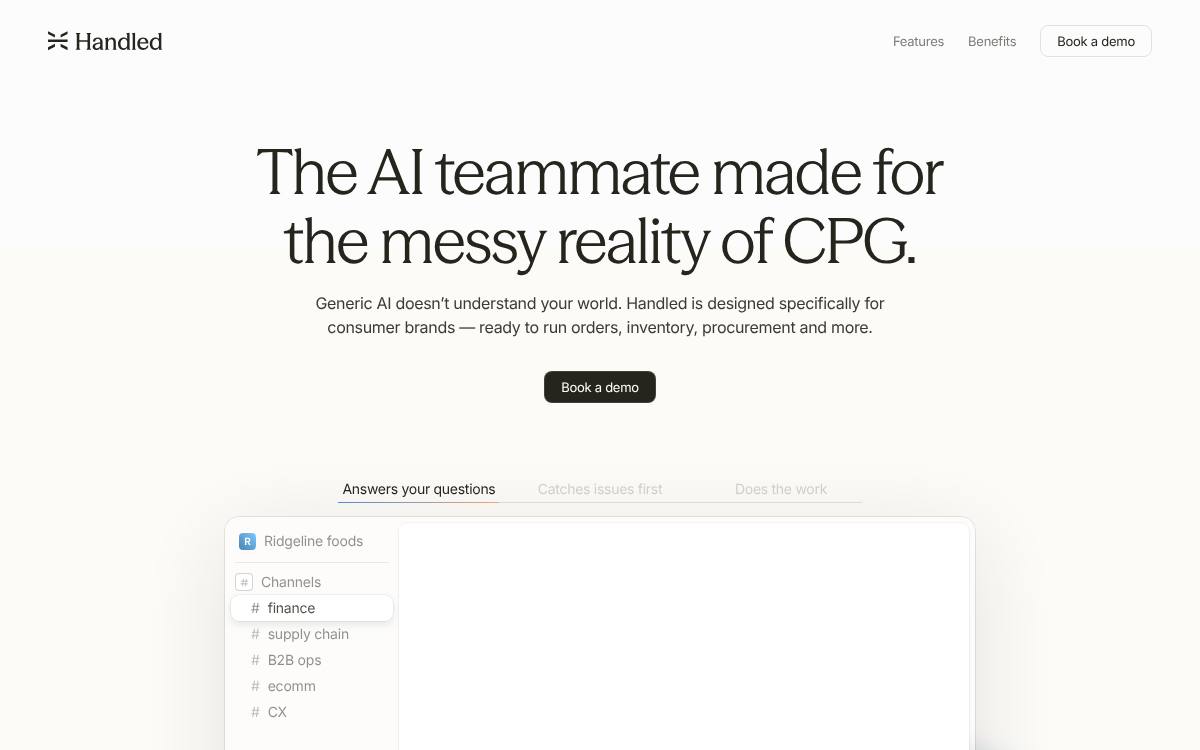 Handled
Features
Benefits
Book a demo
The AI teammate made for
the messy reality of CPG.
Generic AI doesn’t understand your world. Handled is designed specifically for
consumer brands — ready to run orders, inventory, procurement and more.
Book a demo
Answers your questions
Catches issues first
Does the work
R Ridgeline foods
# Channels
# finance
# supply chain
# B2B ops
# ecomm
# CX